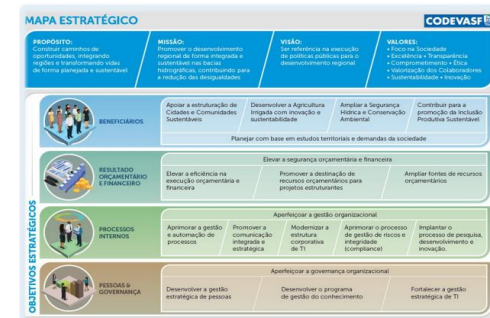 MAPA ESTRATÉGICO
CODEVASF
PROPÓSITO:
Construir caminhos de
oportunidades, integrando
regiões e transformando vidas
de forma planejada e sustentável
MISSÃO:
Promover o desenvolvimento
regional de forma integrada e
sustentável nas bacias
hidrográficas, contribuindo para
a redução das desigualdades
VISÃO:
Ser referência na execução
de políticas públicas para o
desenvolvimento regional
VALORES:
• Foco na Sociedade
• Excelência • Transparência
• Comprometimento • Ética
• Valorização dos Colaboradores
• Sustentabilidade • Inovação
OBJETIVOS ESTRATÉGICOS
BENEFICIÁRIOS
Apoiar a estruturação de
Cidades e Comunidades
Sustentáveis
Desenvolver a Agricultura
Irrigada com inovação e
sustentabilidade
Ampliar a Segurança
Hídrica e Conservação
Ambiental
Contribuir para a
promoção da Inclusão
Produtiva Sustentável
Planejar com base em estudos territoriais e demandas da sociedade
RESULTADO
ORÇAMENTÁRIO
E FINANCEIRO
Elevar a segurança orçamentária e financeira
Elevar a eficiência na
execução orçamentária e
financeira
Promover a destinação de
recursos orçamentários para
projetos estruturantes
Ampliar fontes de recursos
orçamentários
PROCESSOS
INTERNOS
Aperfeiçoar a gestão organizacional
Aprimorar a gestão
e automação de
processos
Promover a
comunicação
integrada e
estratégica
Modernizar a
estrutura
corporativa
de TI
Aprimorar o processo
de gestão de riscos e
integridade
(compliance)
Implantar o
processo de pesquisa,
desenvolvimento e
inovação.
PESSOAS &
GOVERNANÇA
Aperfeiçoar a governança organizacional
Desenvolver a gestão
estratégica de pessoas
Desenvolver o programa
de gestão do conhecimento
Fortalecer a gestão
estratégica de TI